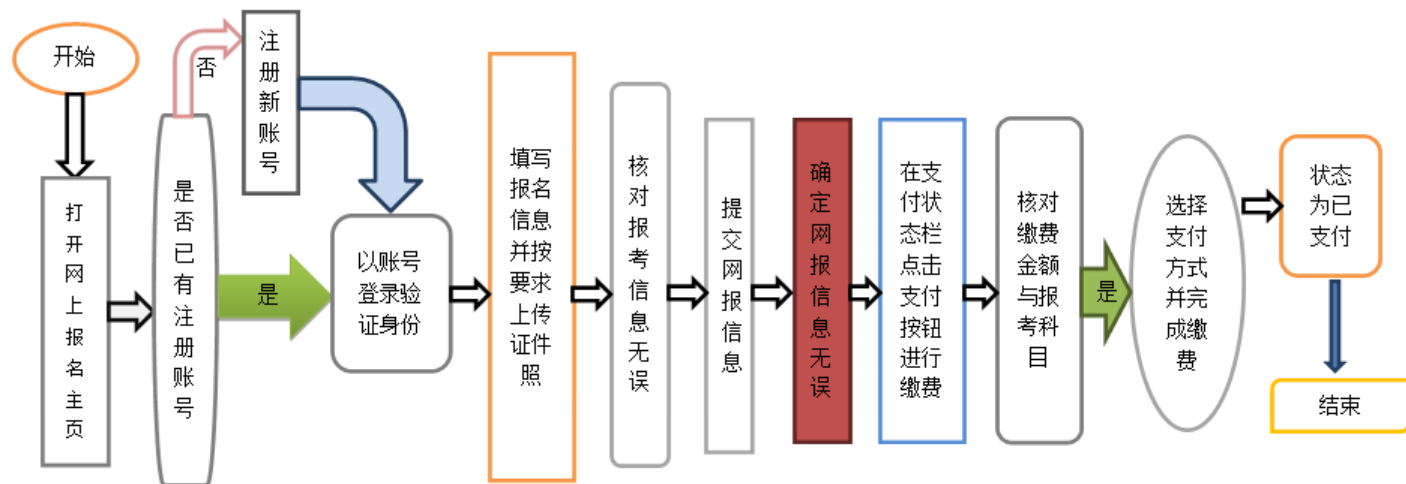 开始
打开网上报名主页
是否已有注册账号
否
注册新账号
是
以账号
登录验
证身份
填写
报名
信息
并按
要求
上传
证件
照
核对报考信息无误
提交网报信息
确定网报信息无误
在支
付状
态栏
点击
支付
按钮
进行
缴费
核对
缴费
金额
与报
考科
目
是
选择
支付
方式
并完
成缴
费
状态
为已
支付
结束